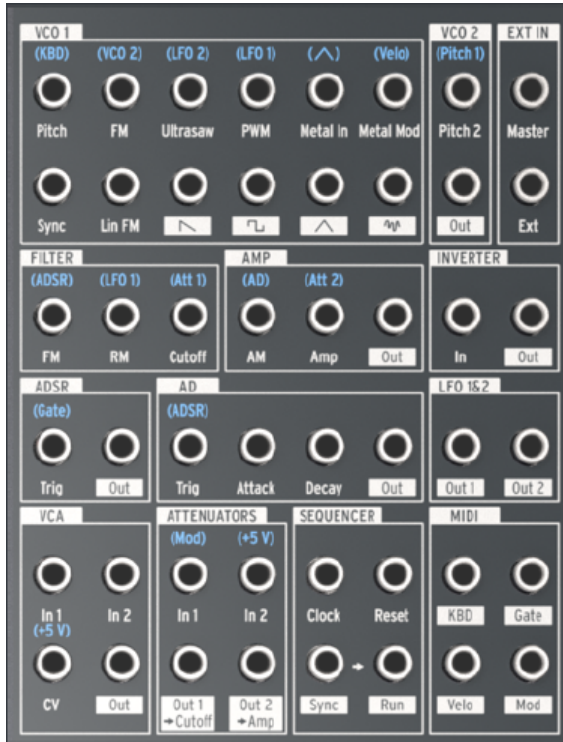 VCO 1 VCO 2 EXT IN
(KBD) (VCO 2) (LFO 2) (LFO 1) ( ) (Velo) (Pitch 1)
Pitch FM Ultrasaw PWM Metal In Metal Mod Pitch 2 Master
Sync Lin FM Out Ext
FILTER AMP INVERTER
(ADSR) (LFO 1) (Att 1) (AD) (Att 2)
FM RM Cutoff AM Amp Out In Out
ADSR AD LFO 1&2
(Gate) (ADSR)
Trig Out Trig Attack Decay Out Out 1 Out 2
VCA ATTENUATORS SEQUENCER MIDI
(Mod) (+5 V)
In 1 In 2 In 1 In 2 Clock Reset KBD Gate
(+5 V)
CV Out Out 1 Out 2 Sync Run Velo Mod
➔Cutoff ➔Amp